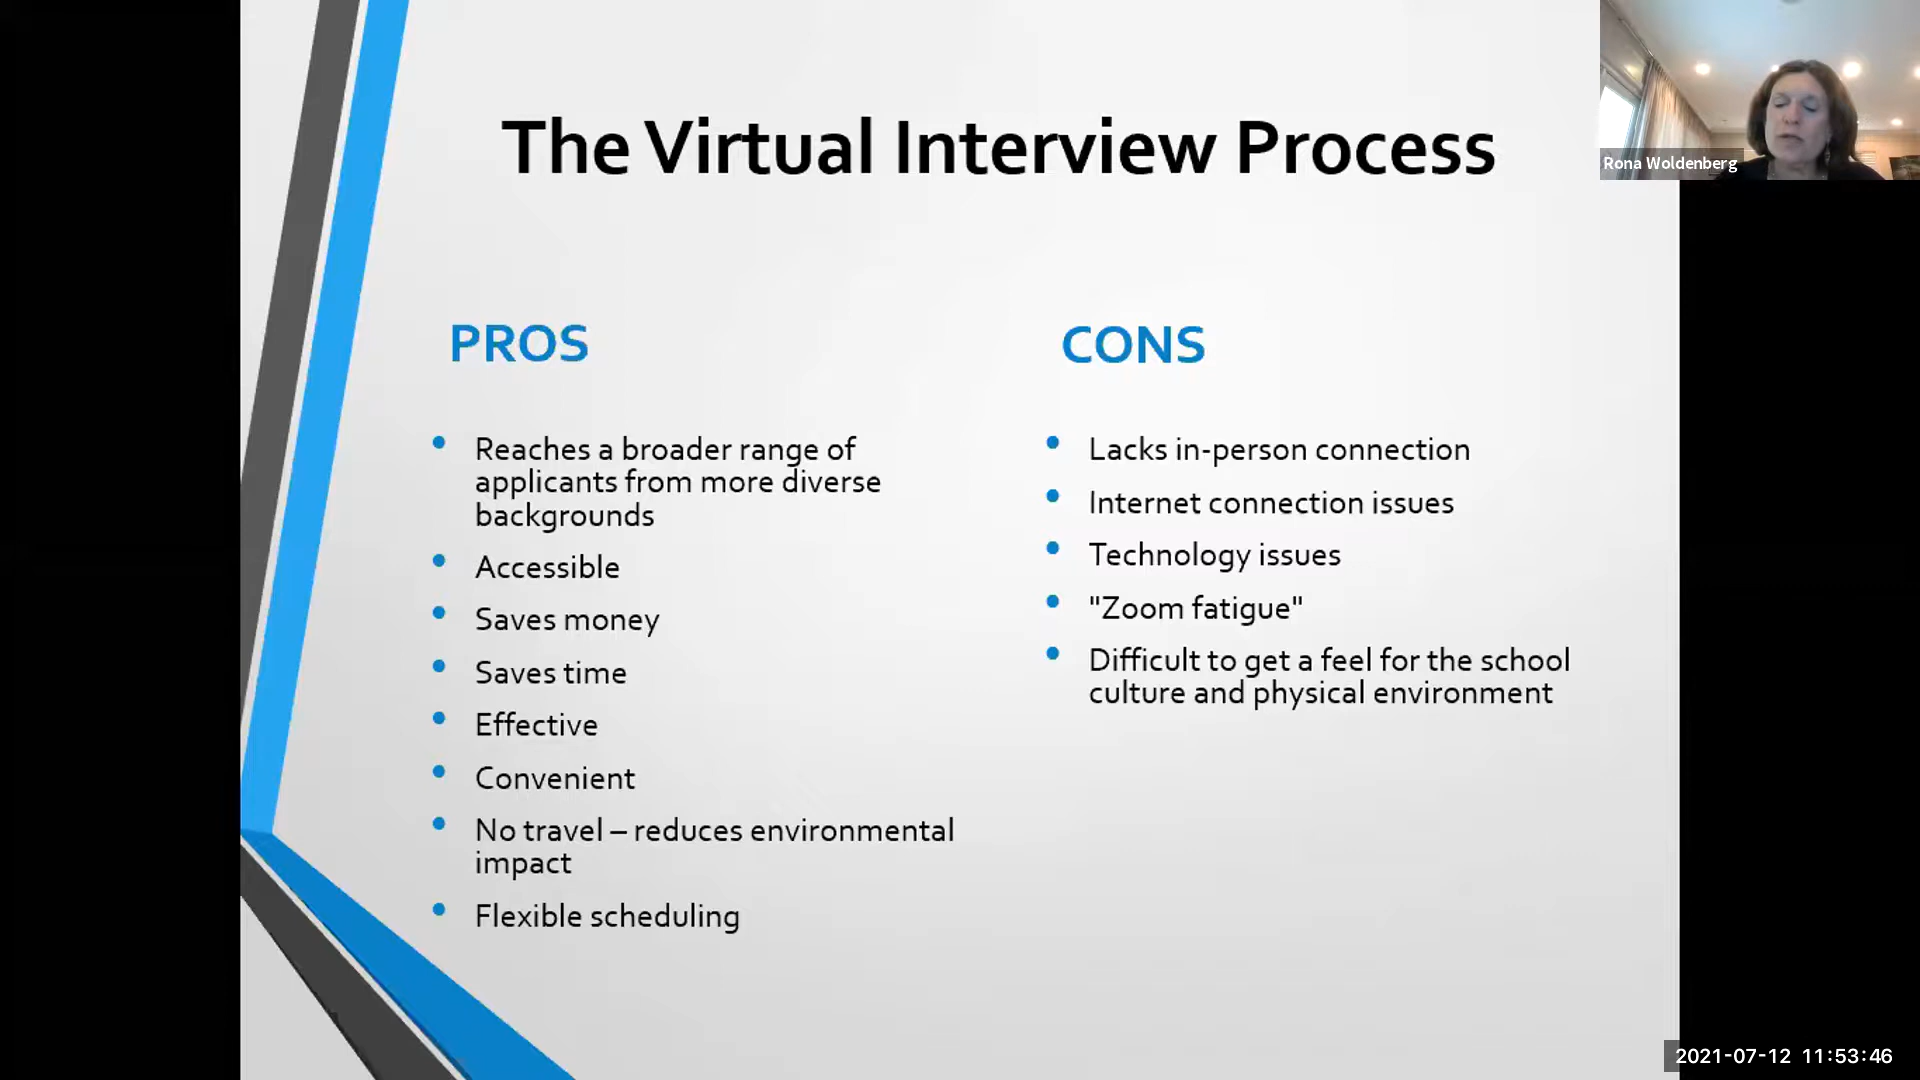 The Virtual Interview Process
Rona Woldenberg
PROS
Reaches a broader range of
applicants from more diverse
backgrounds
Accessible
Saves money
Saves time
Effective
Convenient
No travel – reduces environmental
impact
Flexible scheduling
CONS
Lacks in-person connection
Internet connection issues
Technology issues
"Zoom fatigue"
Difficult to get a feel for the school
culture and physical environment
2021-07-12 11:53:46